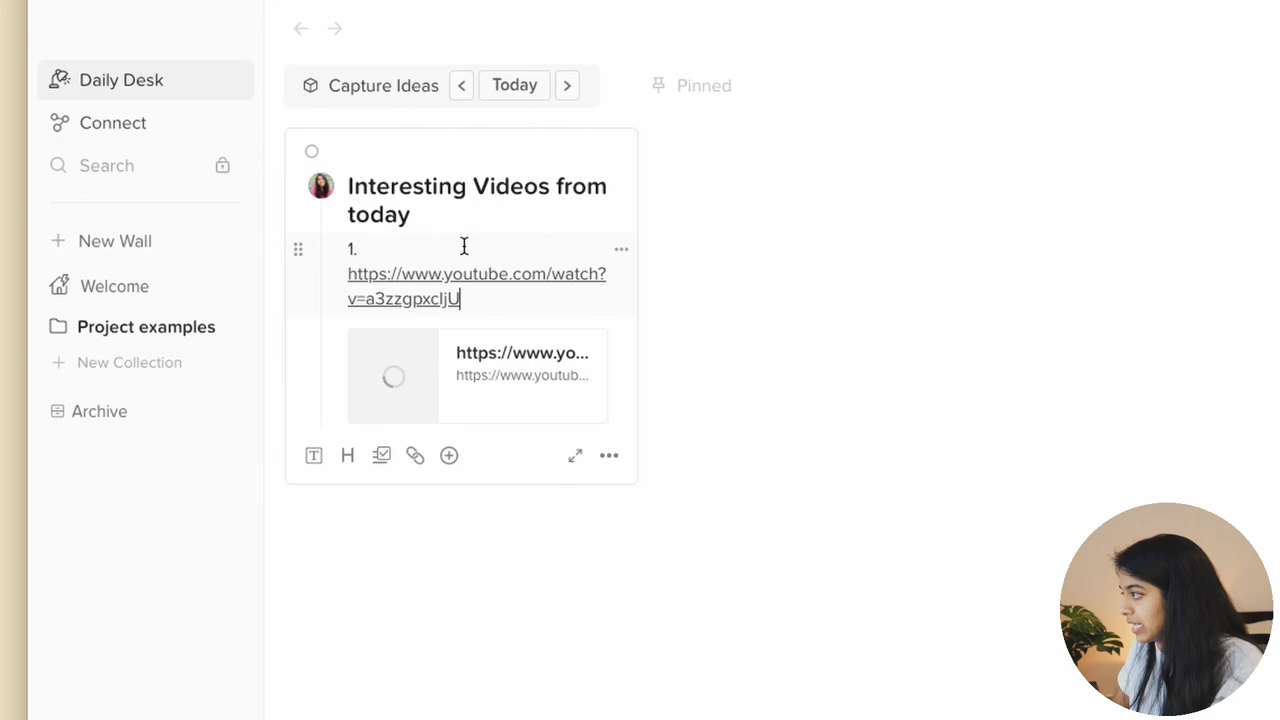 Daily Desk
Connect
Search
New Wall
Welcome
Project examples
New Collection
Archive
Capture Ideas
Today
Pinned
Interesting Videos from
today
1.
https://www.youtube.com/watch?
v=a3zzgpxcIjU
https://www.yo...
https://www.youtub...